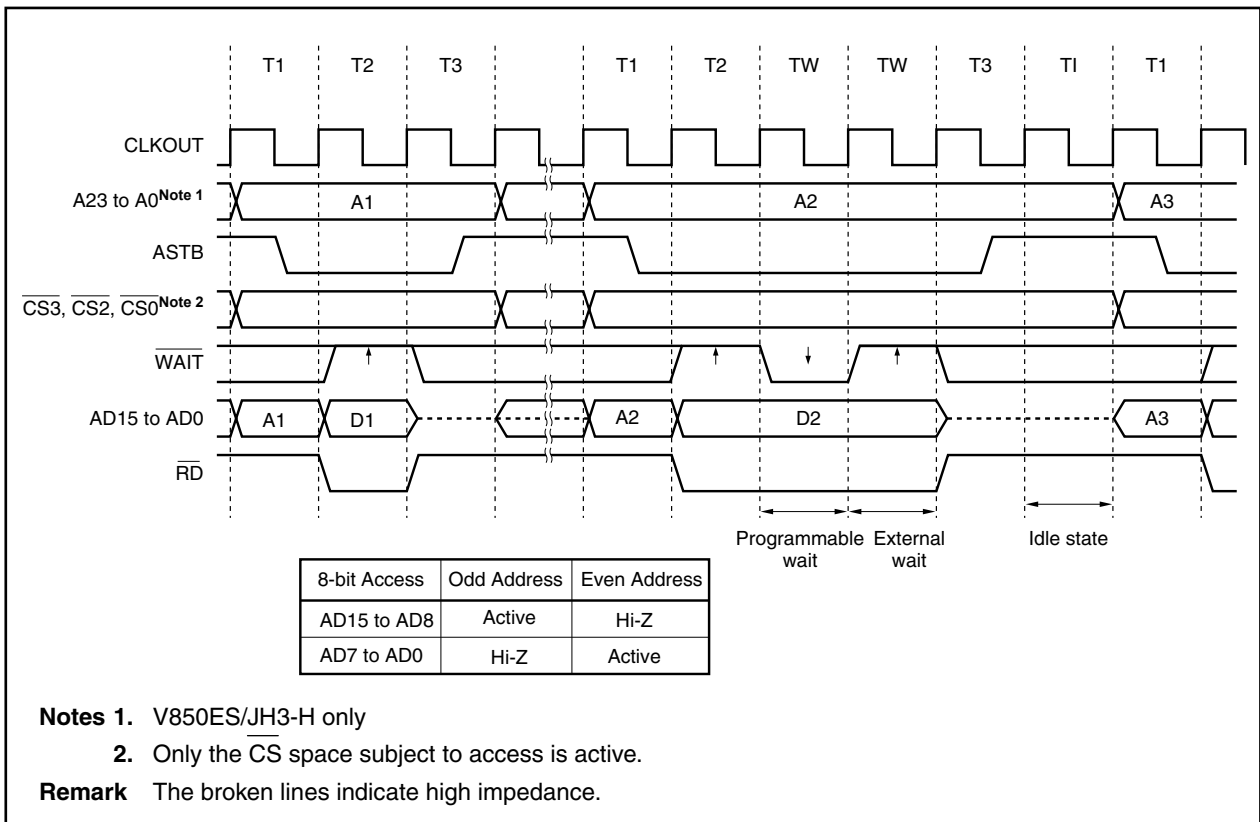 T1 T2 T3 T1 T2 TW TW T3 TI T1
CLKOUT
A23 to A0Note 1 A1 A2 A3
ASTB
CS3, CS2, CS0Note 2
WAIT
AD15 to AD0 A1 D1 A2 D2 A3
RD
Programmable wait External wait Idle state
8-bit Access Odd Address Even Address
AD15 to AD8 Active Hi-Z
AD7 to AD0 Hi-Z Active
Notes 1. V850ES/JH3-H only
2. Only the CS space subject to access is active.
Remark The broken lines indicate high impedance.